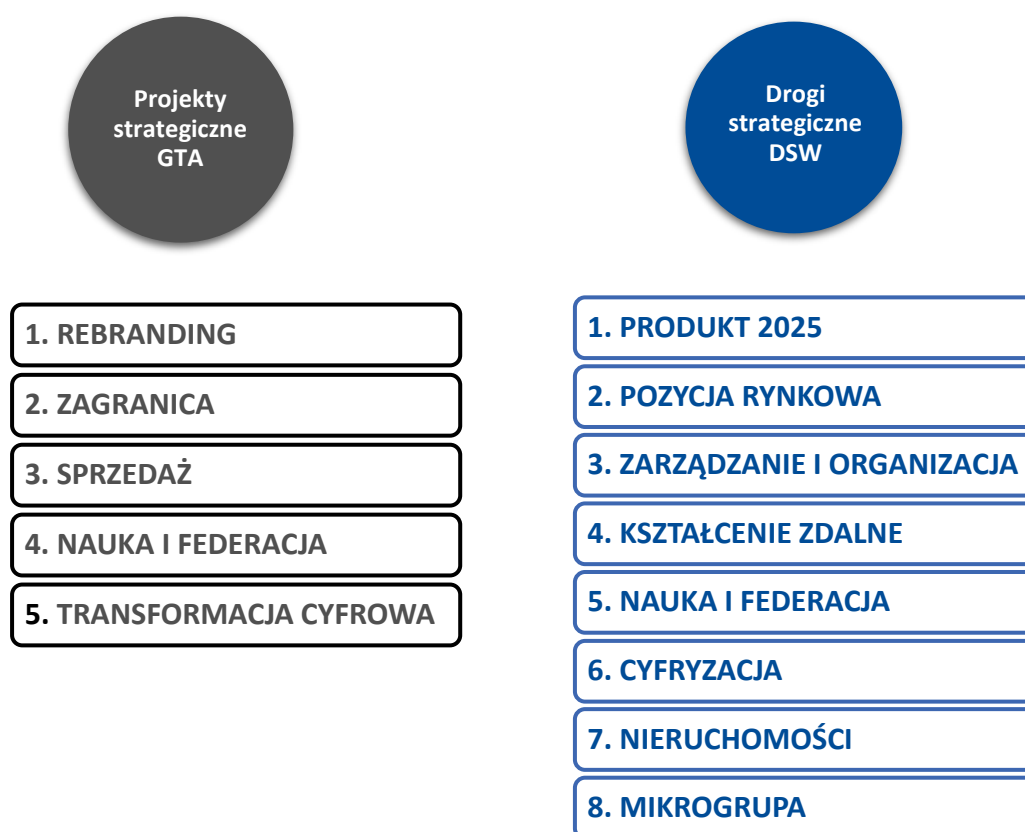 Projekty
strategiczne
GTA
1. REBRANDING
2. ZAGRANICA
3. SPRZEDAŻ
4. NAUKA I FEDERACJA
5. TRANSFORMACJA CYFROWA
Drogi
strategiczne
DSW
1. PRODUKT 2025
2. POZYCJA RYNKOWA
3. ZARZĄDZANIE I ORGANIZACJA
4. KSZTAŁCENIE ZDALNE
5. NAUKA I FEDERACJA
6. CYFRYZACJA
7. NIERUCHOMOŚCI
8. MIKROGRUPA